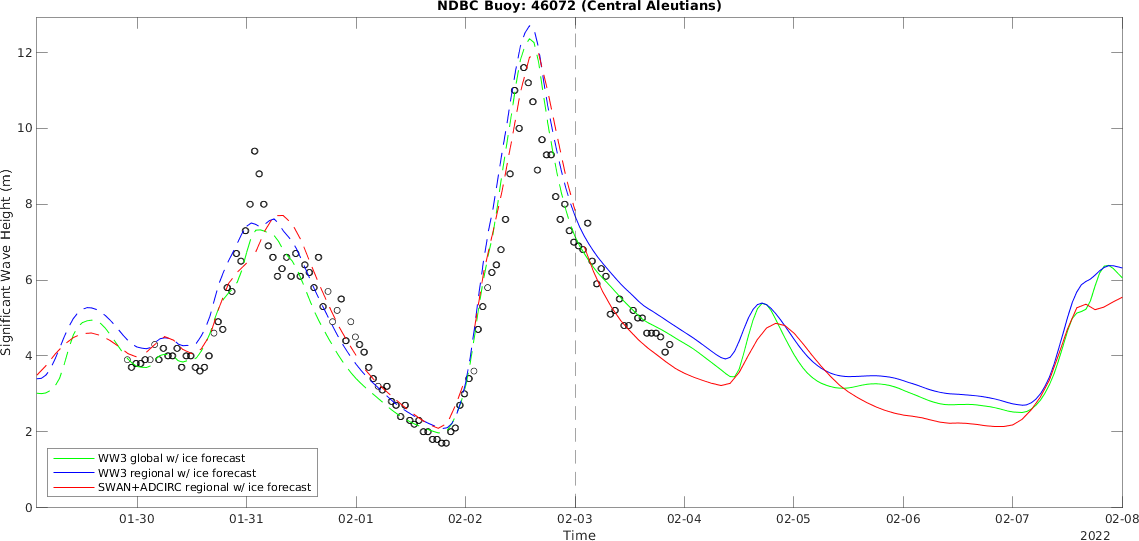 NDBC Buoy: 46072 (Central Aleutians)
Significant Wave Height (m)
12
10
8
6
4
2
0
WW3 global w/ ice forecast
WW3 regional w/ ice forecast
SWAN+ADCIRC regional w/ ice forecast
01-30 01-31 02-01 02-02 02-03 02-04 02-05 02-06 02-07 02-08
Time
2022